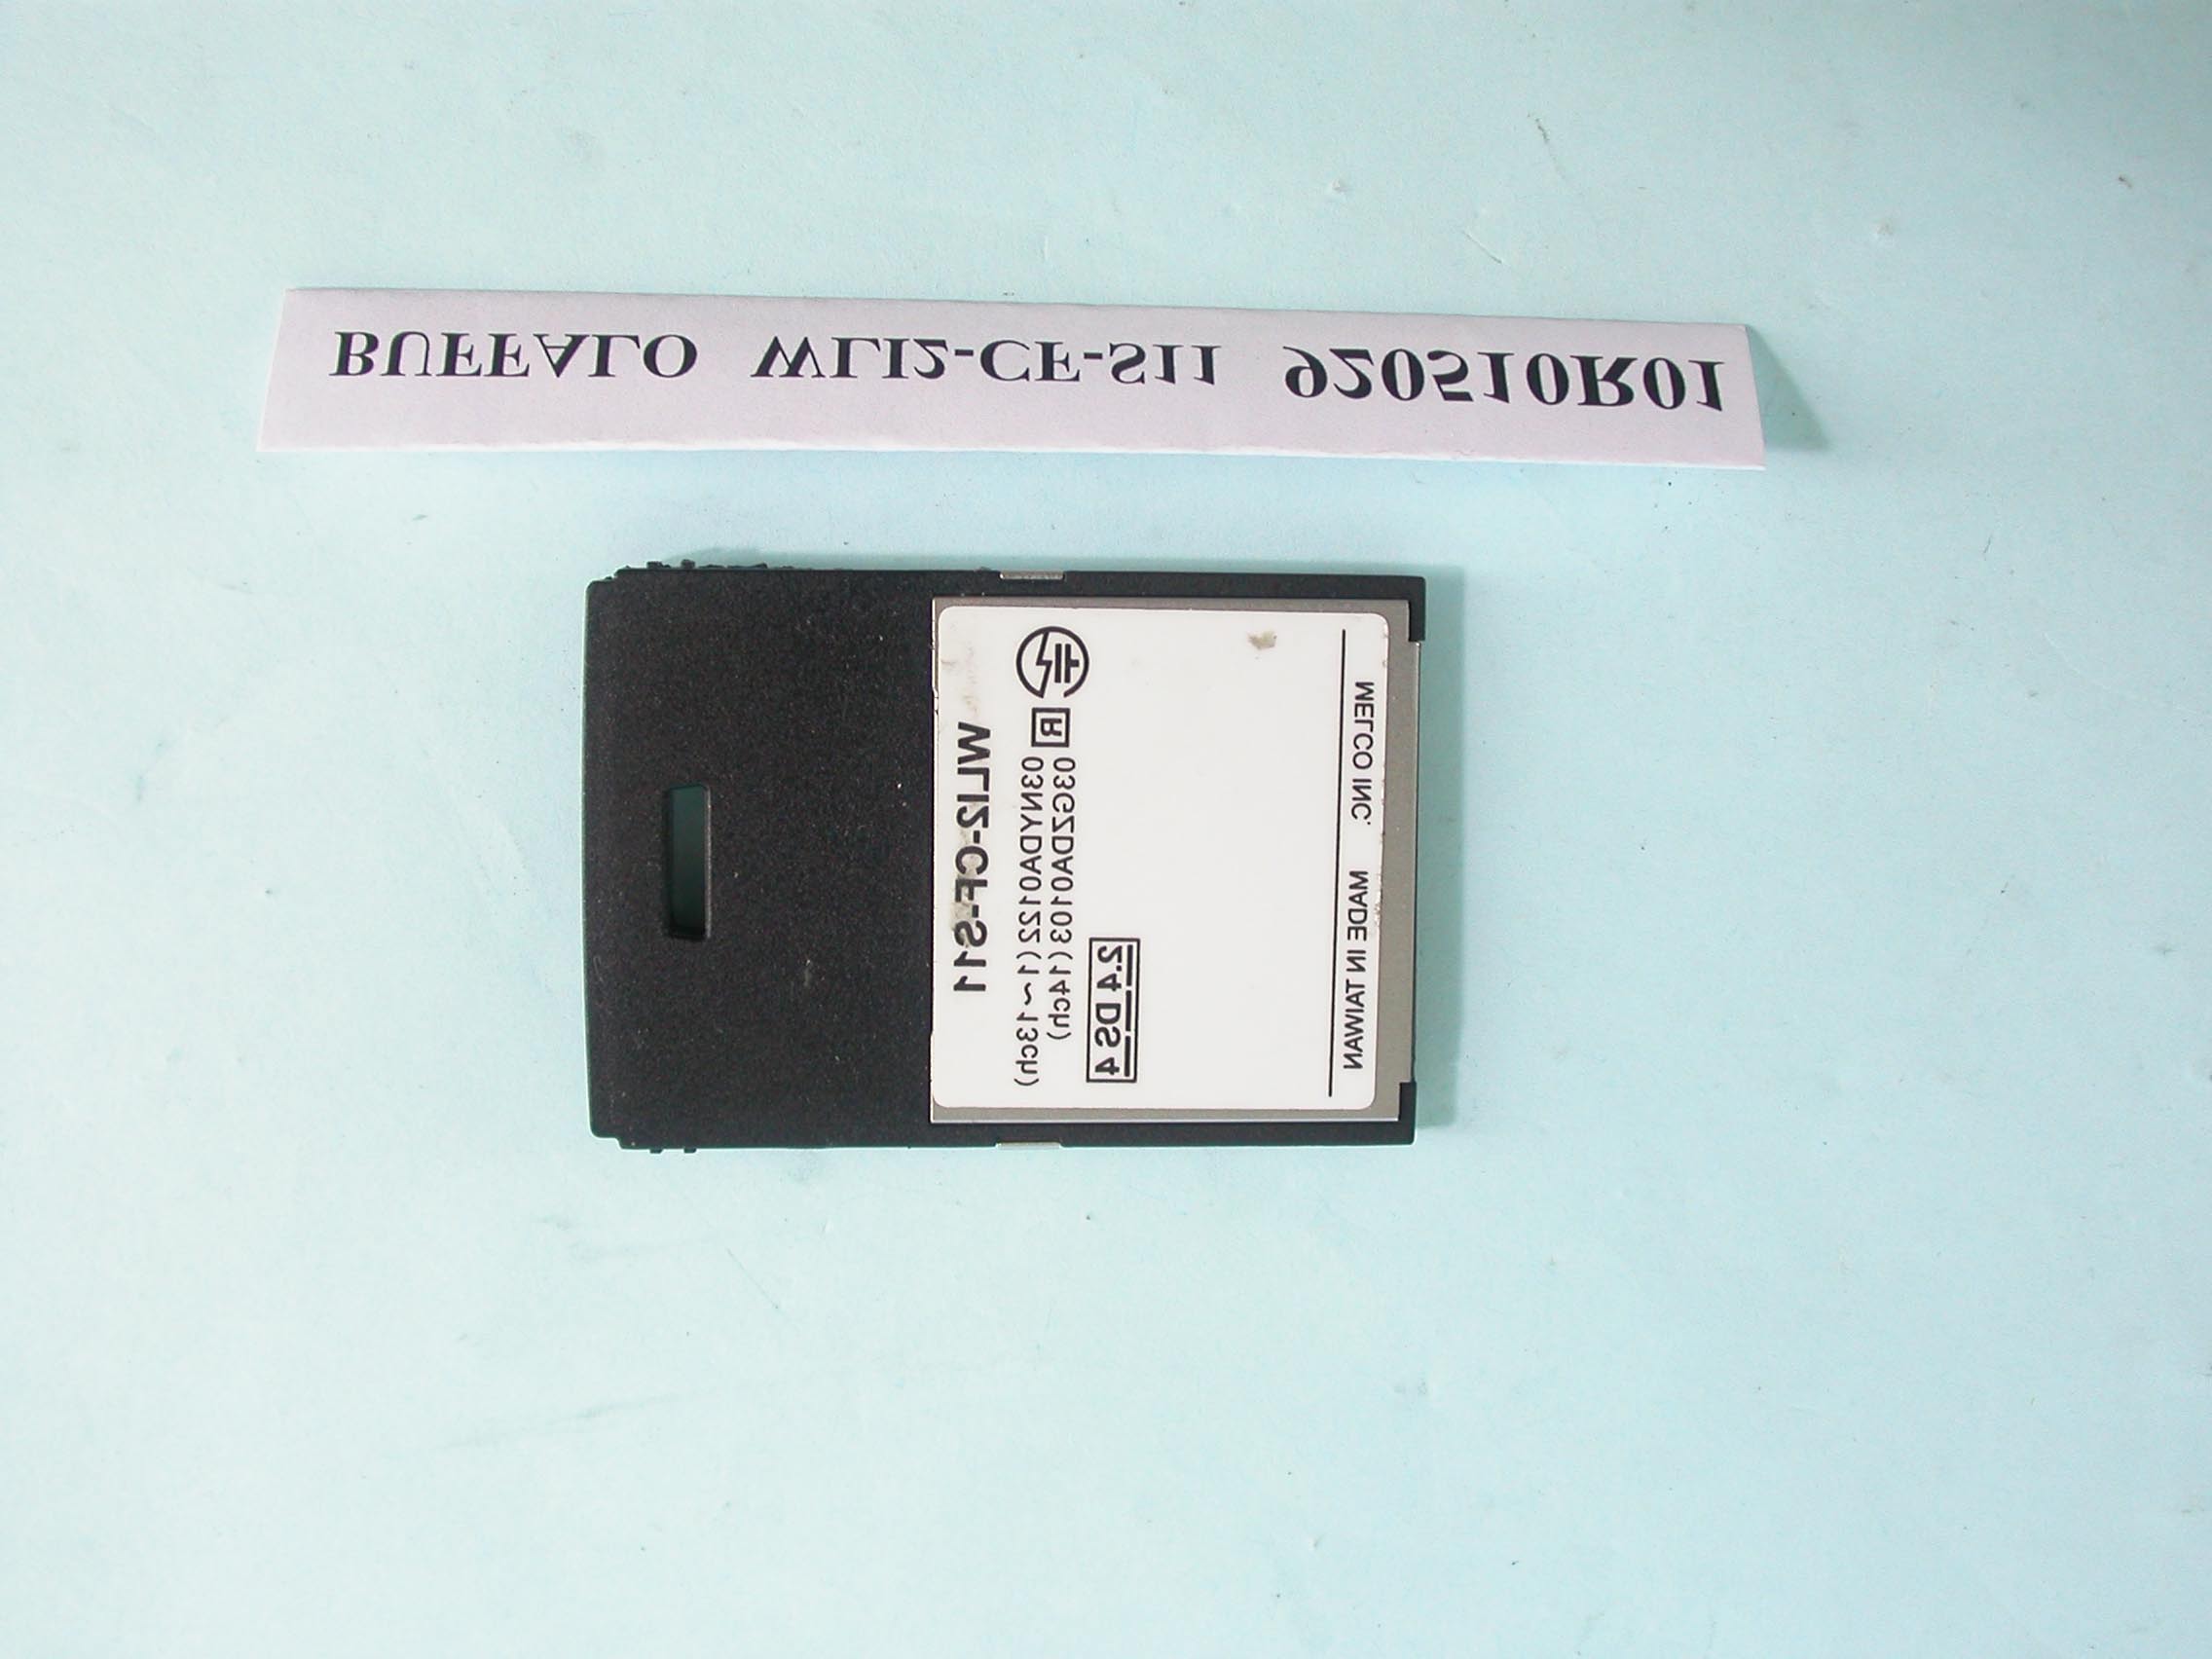 BUFFALO WLI2-CF-S11 920510R01
WLI2-CF-S11
R 03NYDA0122(1~13ch)
03GZDA0103(14ch)
2.4 DS 4
MELCO INC. MADE IN TAIWAN